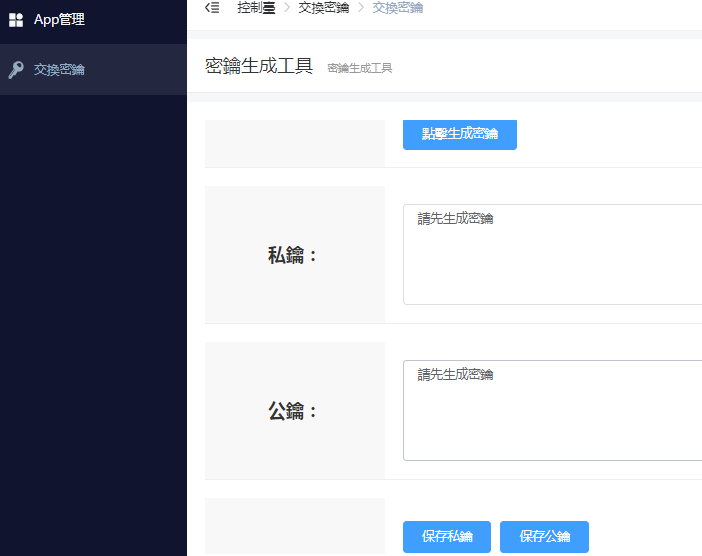 App管理
交換密鑰
控制臺 > 交換密鑰 > 交換密鑰
密鑰生成工具 密鑰生成工具
點擊生成密鑰
私鑰：
請先生成密鑰
公鑰：
請先生成密鑰
保存私鑰 保存公鑰